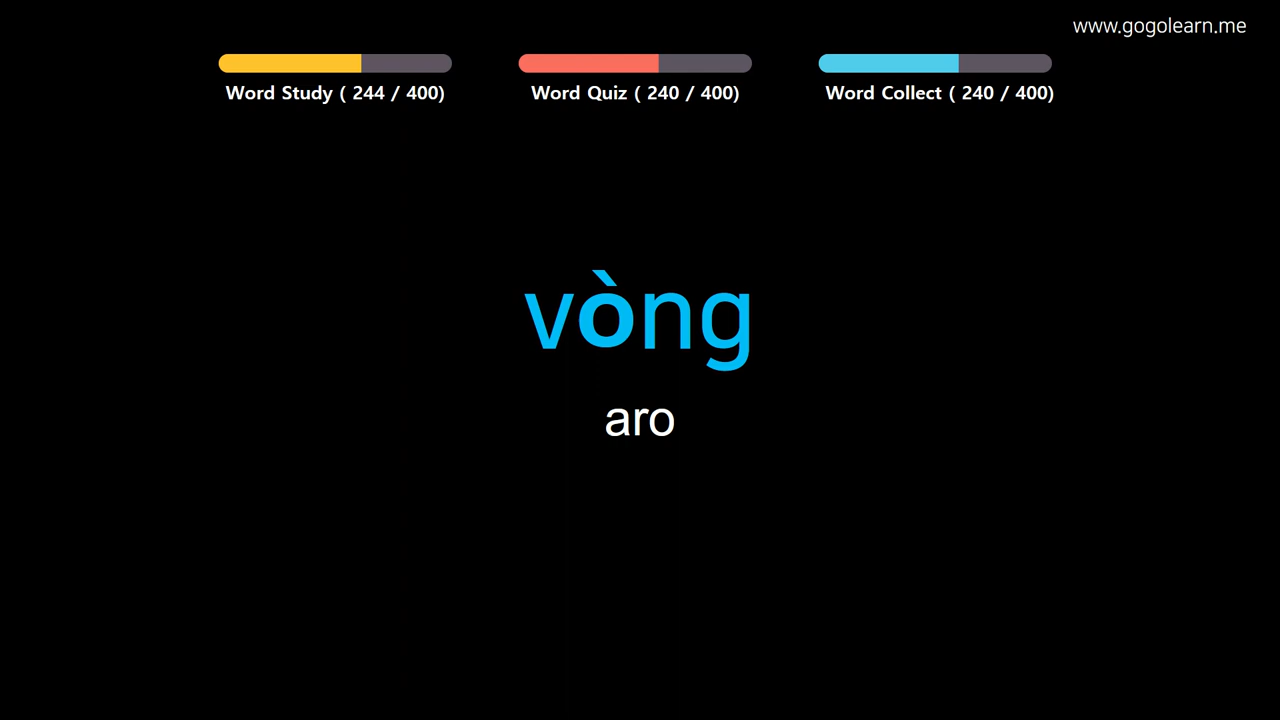 www.gogolearn.me
Word Study ( 244 / 400)
Word Quiz ( 240 / 400)
Word Collect ( 240 / 400)
vòng
aro